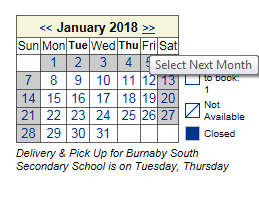 << January 2018 >>
Sun Mon Tue Wed Thu Fri Sat
1 2 3 4 5
Select Next Month
7 8 9 10 11 12 13
to book:
1
14 15 16 17 18 19 20
Not
Available
21 22 23 24 25 26 27
28 29 30 31
Closed
Delivery & Pick Up for Burnaby South
Secondary School is on Tuesday, Thursday